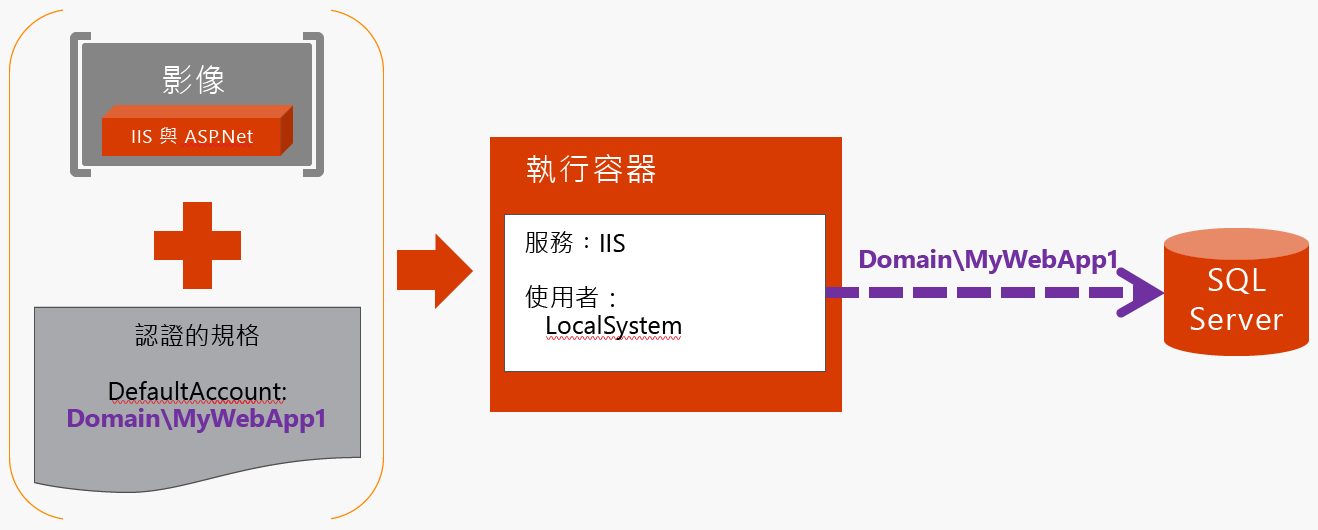 影像
IIS 與 ASP.Net
認證的規格
DefaultAccount:
Domain\MyWebApp1
執行容器
服務：IIS
使用者：
LocalSystem
Domain\MyWebApp1
SQL
Server